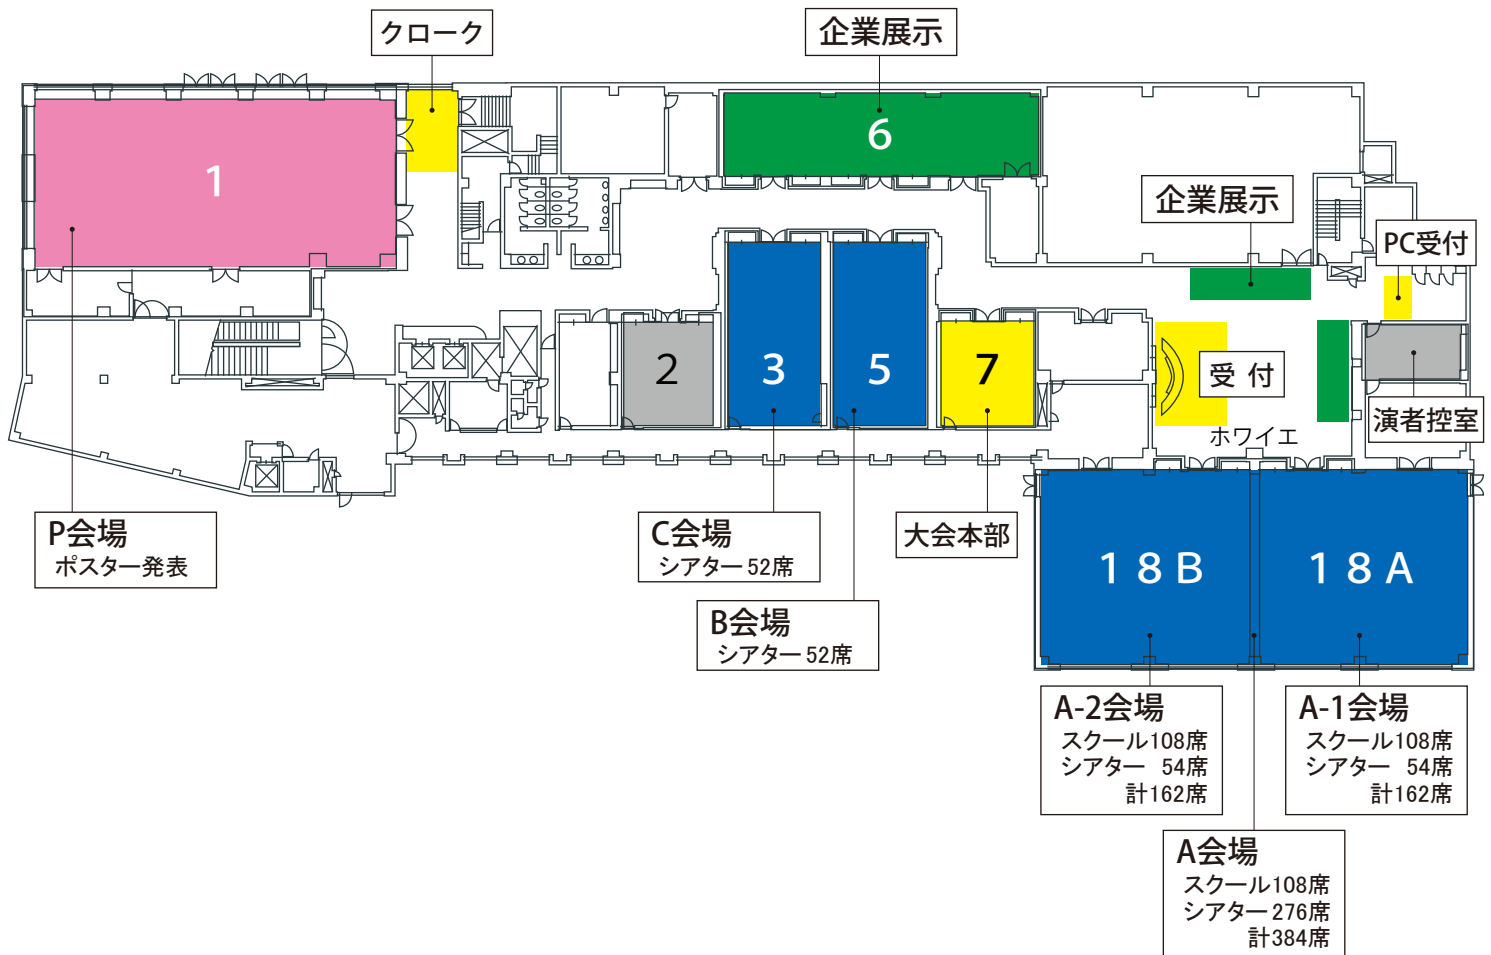 クローク
企業展示
1
6
企業展示
PC受付
2
3
5
7
受 付
演者控室
ホワイエ
P会場
ポスター発表
C会場
シアター 52席
B会場
シアター 52席
大会本部
18B
18A
A-2会場
スクール108席
シアター 54席
計162席
A-1会場
スクール108席
シアター 54席
計162席
A会場
スクール108席
シアター 276席
計384席